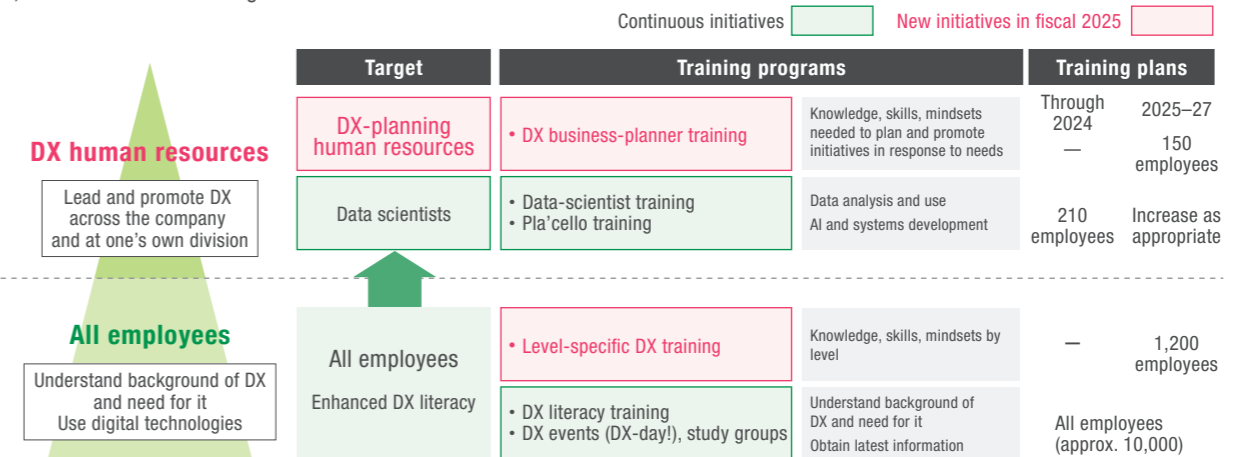 Continuous initiatives
New initiatives in fiscal 2025
Target
Training programs
Training plans
DX human resources
Lead and promote DX
across the company
and at one's own division
DX-planning
human resources
• DX business-planner training
Knowledge, skills, mindsets
needed to plan and promote
initiatives in response to needs
Through
2024
—
2025–27
150
employees
Data scientists
• Data-scientist training
• Pla'cello training
Data analysis and use
AI and systems development
210
employees
Increase as
appropriate
All employees
Understand background of DX
and need for it
Use digital technologies
All employees
Enhanced DX literacy
• Level-specific DX training
Knowledge, skills, mindsets by
level
—
1,200
employees
• DX literacy training
• DX events (DX-day!), study groups
Understand background of
DX and need for it
Obtain latest information
All employees
(approx. 10,000)